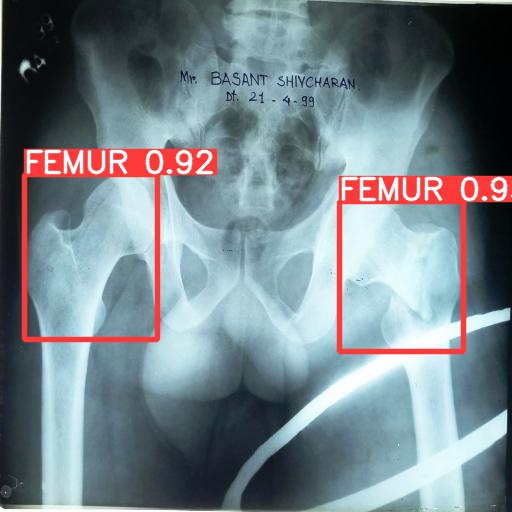 Mr. BASANT SHIVCHARAN.
Dt. 21 - 4 - 99
FEMUR 0.92
FEMUR 0.9